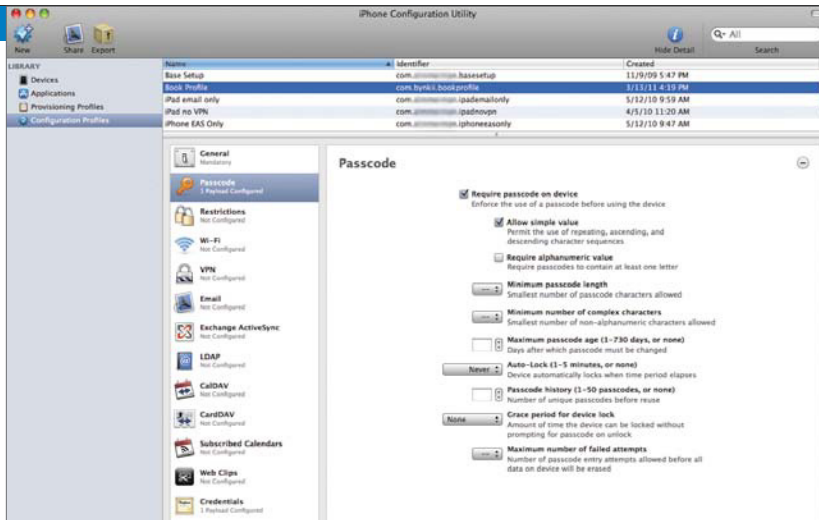 iPhone Configuration Utility
New Share Export Hide Detail Q- All Search
LIBRARY
Devices
Applications
Provisioning Profiles
Configuration Profiles
Name Identifier Created
Base Setup com. .basesetup 11/9/09 5:47 PM
Book Profile com.bynkii.bookprofile 3/13/11 4:19 PM
iPad email only com. .ipademailonly 5/12/10 9:59 AM
iPad no VPN com. .ipadnovpn 4/5/10 11:20 AM
iPhone EAS Only com. .iphoneeasonly 5/12/10 9:47 AM
General
Mandatory
Passcode
1 Payload Configured
Restrictions
Not Configured
Wi-Fi
Not Configured
VPN
Not Configured
Email
Not Configured
Exchange ActiveSync
Not Configured
LDAP
Not Configured
CalDAV
Not Configured
CardDAV
Not Configured
Subscribed Calendars
Not Configured
Web Clips
Not Configured
Credentials
1 Payload Configured
Passcode
Require passcode on device
Enforce the use of a passcode before using the device
Allow simple value
Permit the use of repeating, ascending, and
descending character sequences
Require alphanumeric value
Require passcodes to contain at least one letter
-- Minimum passcode length
Smallest number of passcode characters allowed
-- Minimum number of complex characters
Smallest number of non-alphanumeric characters allowed
Maximum passcode age (1-730 days, or none)
Days after which passcode must be changed
Never Auto-Lock (1-5 minutes, or none)
Device automatically locks when time period elapses
Passcode history (1-50 passcodes, or none)
Number of unique passcodes before reuse
None Grace period for device lock
Amount of time the device can be locked without
prompting for passcode on unlock
-- Maximum number of failed attempts
Number of passcode entry attempts allowed before all
data on device will be erased